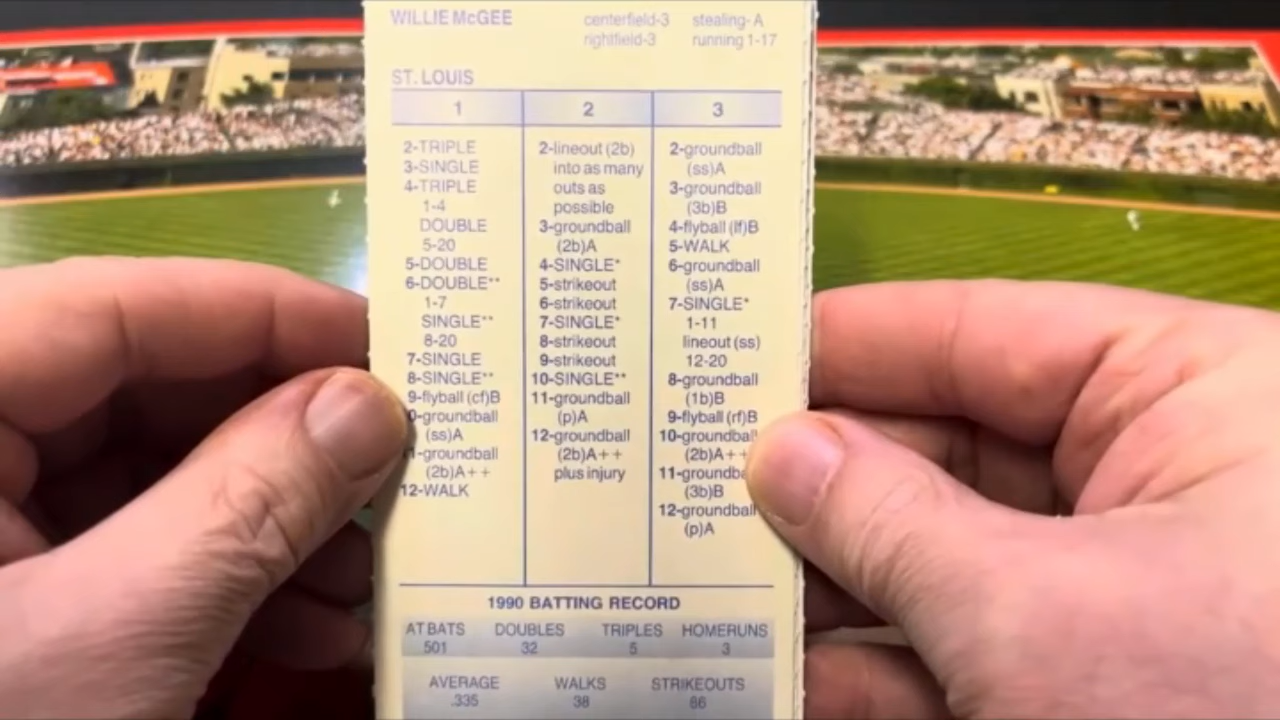 WILLIE McGEE
centerfield-3 stealing- A
rightfield-3 running 1-17
ST. LOUIS
1
2-TRIPLE
3-SINGLE
4-TRIPLE
1-4
DOUBLE
5-20
5-DOUBLE
6-DOUBLE**
1-7
SINGLE**
8-20
7-SINGLE
8-SINGLE**
9-flyball (cf)B
0-groundball
(ss)A
1-groundball
(2b)A++
12-WALK
2
2-lineout (2b)
into as many
outs as
possible
3-groundball
(2b)A
4-SINGLE*
5-strikeout
6-strikeout
7-SINGLE*
8-strikeout
9-strikeout
10-SINGLE**
11-groundball
(p)A
12-groundball
(2b)A++
plus injury
3
2-groundball
(ss)A
3-groundball
(3b)B
4-flyball (lf)B
5-WALK
6-groundball
(ss)A
7-SINGLE*
1-11
lineout (ss)
12-20
8-groundball
(1b)B
9-flyball (rf)B
10-groundball
(2b)A++
11-groundba
(3b)B
12-groundball
(p)A
1990 BATTING RECORD
AT BATS DOUBLES TRIPLES HOMERUNS
501 32 5 3
AVERAGE WALKS STRIKEOUTS
.335 38 86